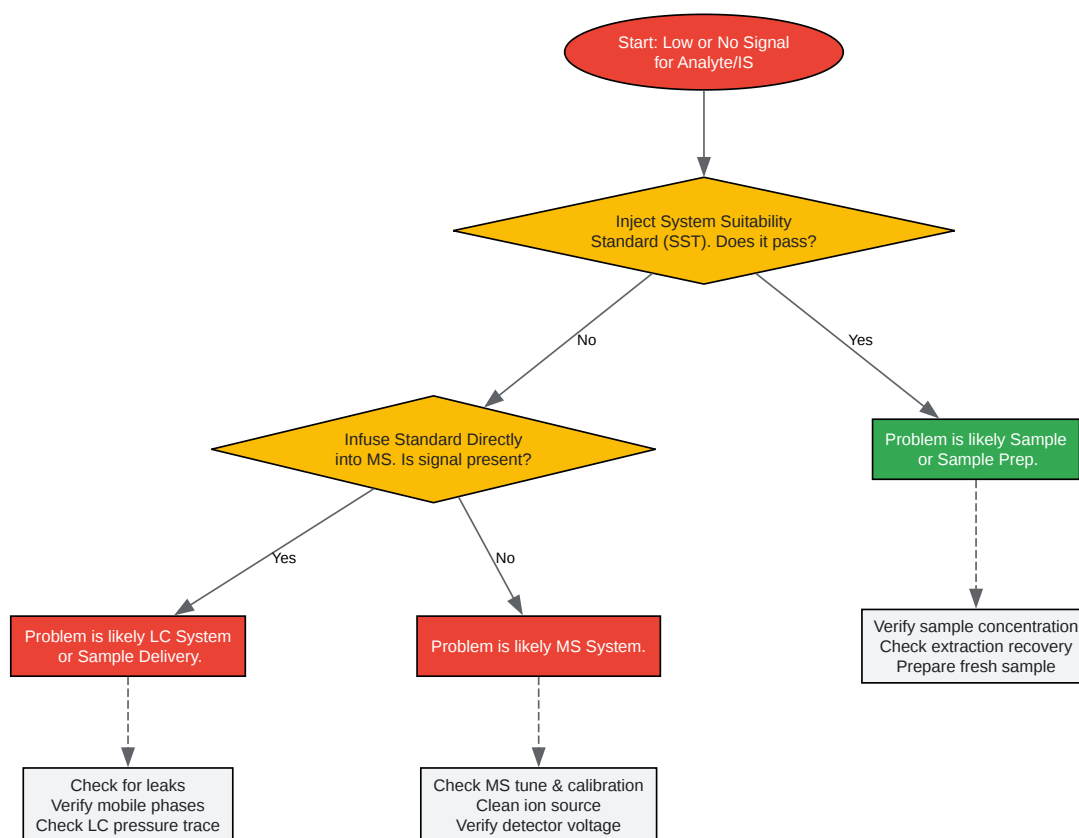 Start: Low or No Signal
for Analyte/IS
Inject System Suitability
Standard (SST). Does it pass?
No
Yes
Infuse Standard Directly
into MS. Is signal present?
Problem is likely Sample
or Sample Prep.
Yes
No
Problem is likely LC System
or Sample Delivery.
Problem is likely MS System.
Verify sample concentration
Check extraction recovery
Prepare fresh sample
Check for leaks
Verify mobile phases
Check LC pressure trace
Check MS tune & calibration
Clean ion source
Verify detector voltage